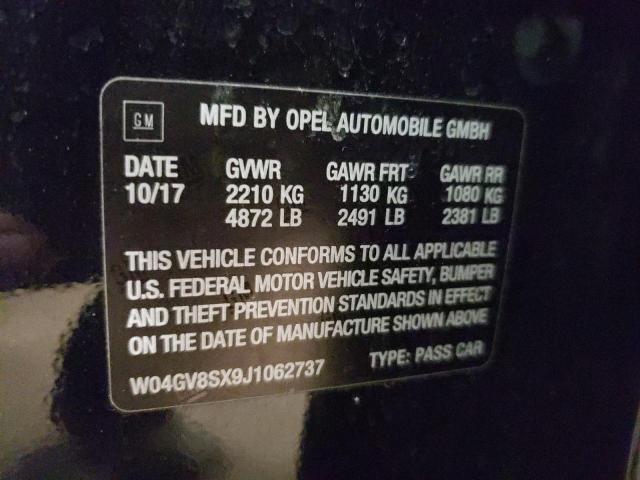 GM
MFD BY OPEL AUTOMOBILE GMBH
DATE GVWR GAWR FRT GAWR RR
10/17 2210 KG 1130 KG 1080 KG
4872 LB 2491 LB 2381 LB
THIS VEHICLE CONFORMS TO ALL APPLICABLE
U.S. FEDERAL MOTOR VEHICLE SAFETY, BUMPER
AND THEFT PREVENTION STANDARDS IN EFFECT
ON THE DATE OF MANUFACTURE SHOWN ABOVE
W04GV8SX9J1062737 TYPE: PASS CAR